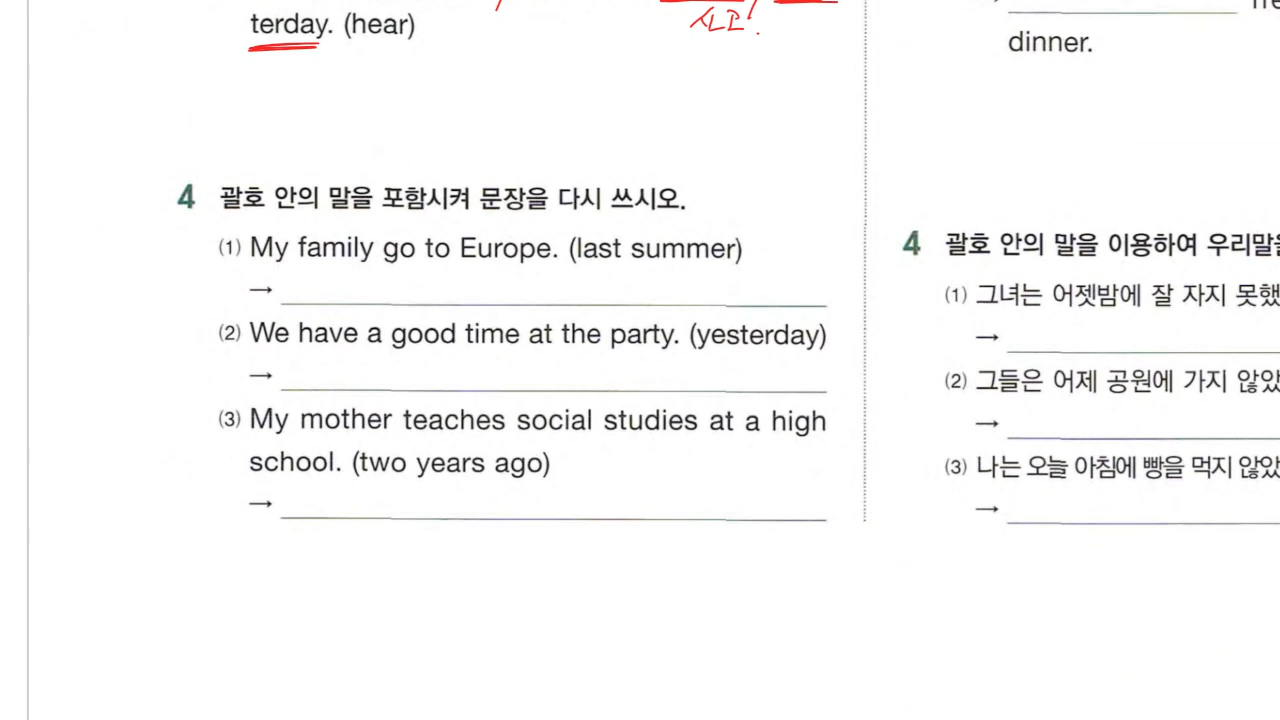 terday. (hear)
사고!
dinner.
4 괄호 안의 말을 포함시켜 문장을 다시 쓰시오.
(1) My family go to Europe. (last summer)
→
(2) We have a good time at the party. (yesterday)
→
(3) My mother teaches social studies at a high
school. (two years ago)
→
4 괄호 안의 말을 이용하여 우리말을
(1) 그녀는 어젯밤에 잘 자지 못했
→
(2) 그들은 어제 공원에 가지 않았
→
(3) 나는 오늘 아침에 빵을 먹지 않았
→